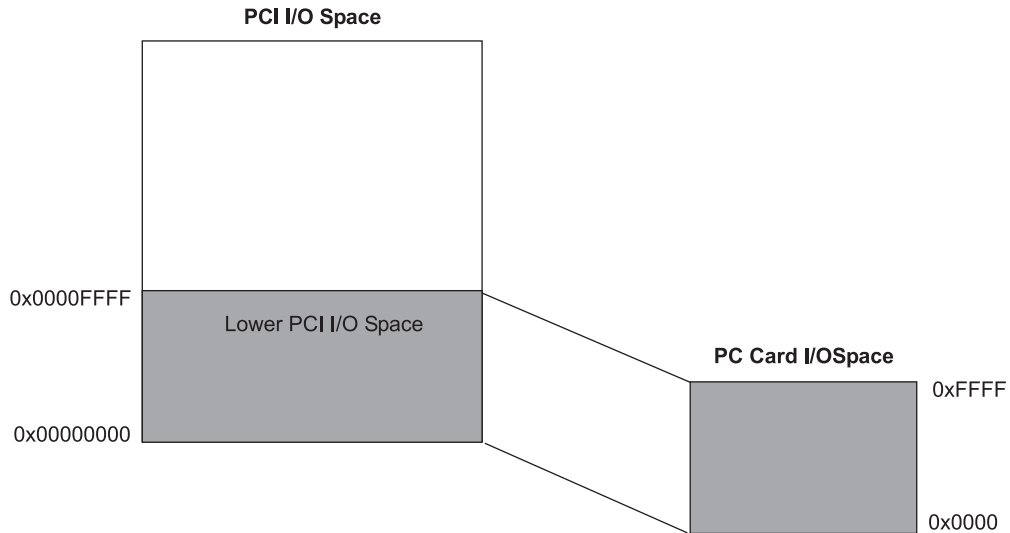 PCI I/O Space
0x0000FFFF
Lower PCI I/O Space
0x00000000
PC Card I/OSpace
0xFFFF
0x0000